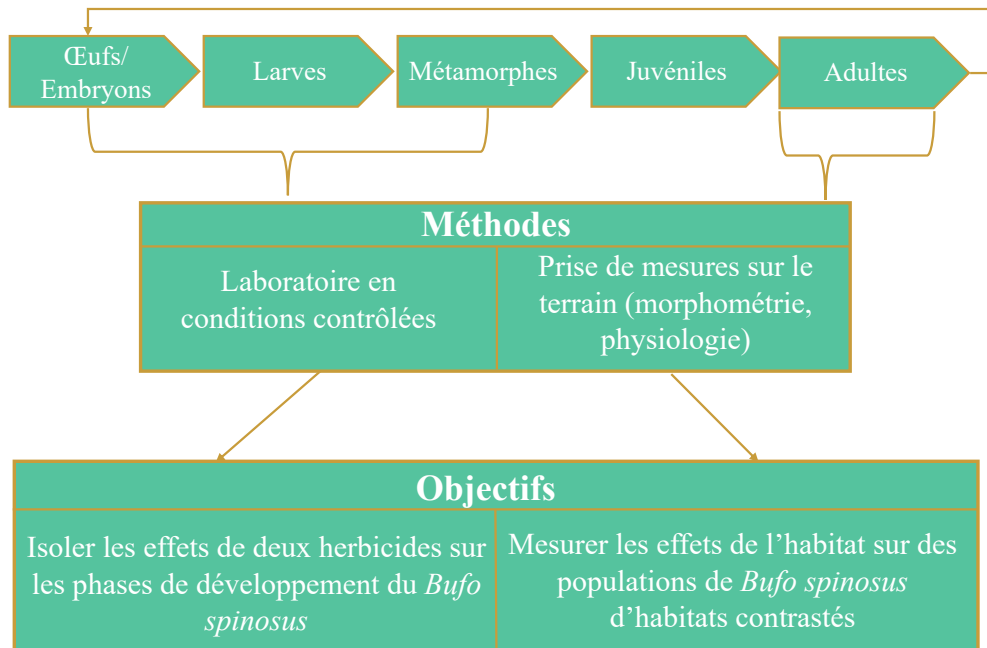 Œufs/
Embryons
Larves
Métamorphes
Juvéniles
Adultes
Méthodes
Laboratoire en
conditions contrôlées
Prise de mesures sur le
terrain (morphométrie,
physiologie)
Objectifs
Isoler les effets de deux herbicides sur
les phases de développement du Bufo
spinosus
Mesurer les effets de l’habitat sur des
populations de Bufo spinosus
d’habitats contrastés